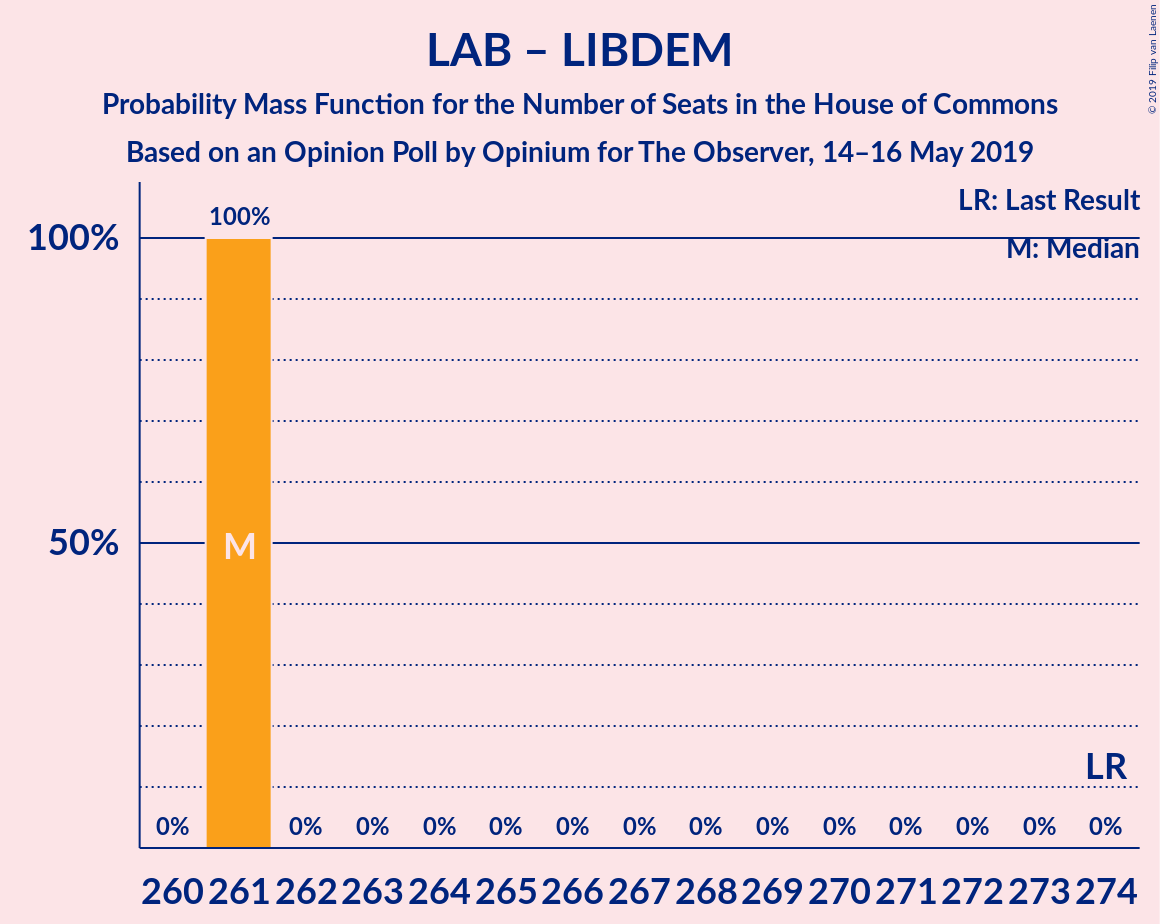 LAB – LIBDEM
Probability Mass Function for the Number of Seats in the House of Commons
Based on an Opinion Poll by Opinium for The Observer, 14–16 May 2019
© 2019 Filip van Laenen
LR: Last Result
M: Median
100%
100%
50%
M
LR
0% 0% 0% 0% 0% 0% 0% 0% 0% 0% 0% 0% 0% 0%
260 261 262 263 264 265 266 267 268 269 270 271 272 273 274